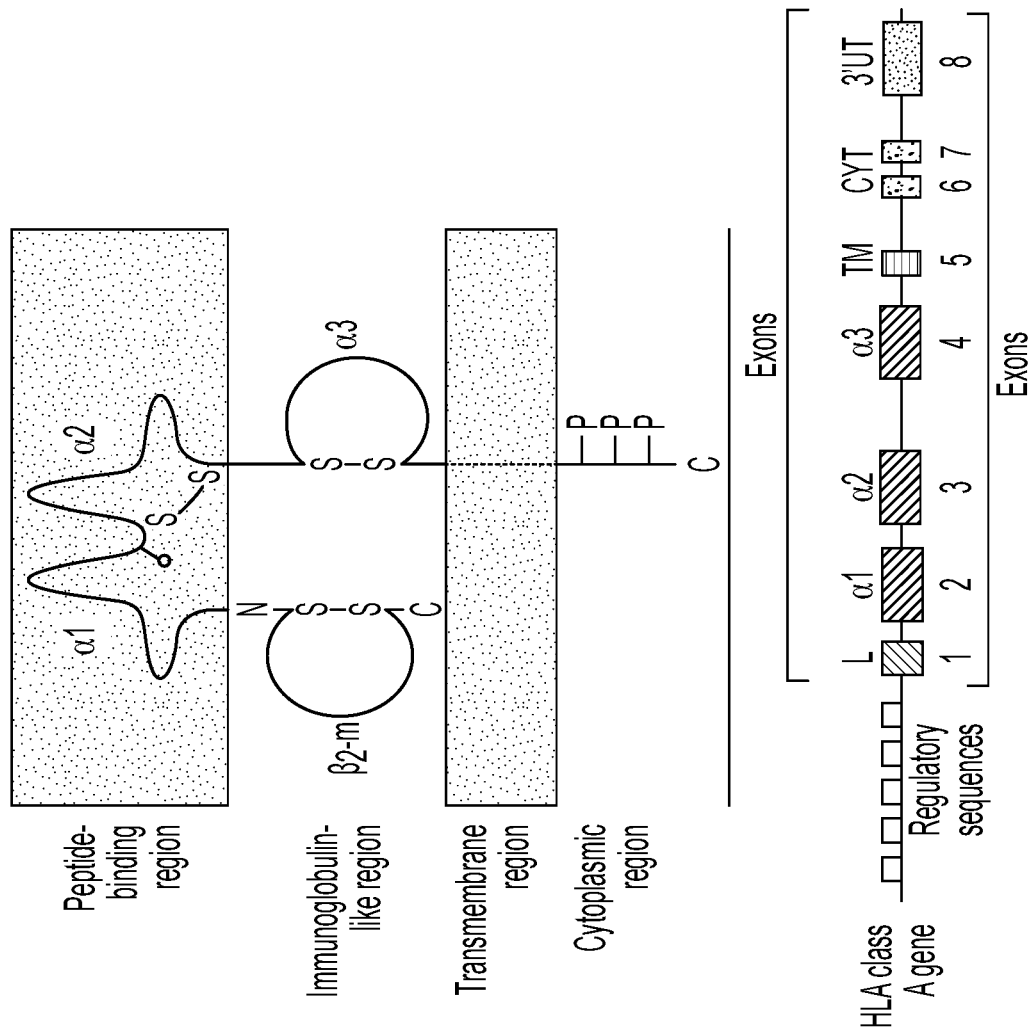 Peptide-
binding
region
α1
α2
S
S
Immunoglobulin-
like region
β2-m
N
S
S
C
S
S
α3
Transmembrane
region
Cytoplasmic
region
P
P
P
C
Exons
HLA class
A gene
L
α1
α2
α3
TM
CYT
3'UT
Regulatory
sequences
1
2
3
4
5
6
7
8
Exons